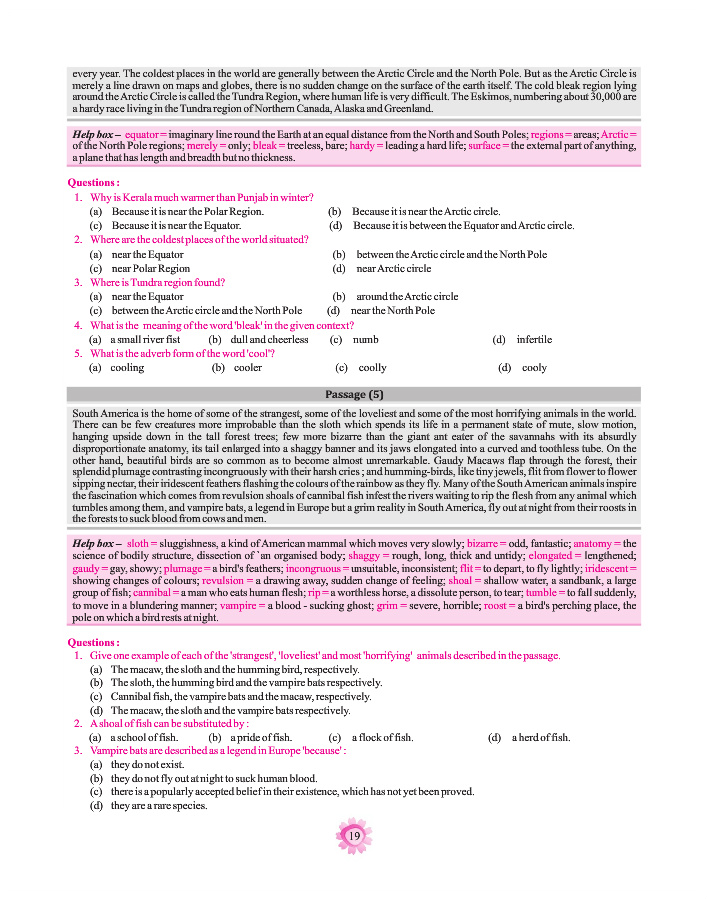 every year. The coldest places in the world are generally between the Arctic Circle and the North Pole. But as the Arctic Circle is
merely a line drawn on maps and globes, there is no sudden change on the surface of the earth itself. The cold bleak region lying
around the Arctic Circle is called the Tundra Region, where human life is very difficult. The Eskimos, numbering about 30,000 are
a hardy race living in the Tundra region of Northern Canada, Alaska and Greenland.
Help box – equator = imaginary line round the Earth at an equal distance from the North and South Poles; regions = areas; Arctic =
of the North Pole regions; merely = only; bleak = treeless, bare; hardy = leading a hard life; surface = the external part of anything,
a plane that has length and breadth but no thickness.
Questions :
1. Why is Kerala much warmer than Punjab in winter?
(a) Because it is near the Polar Region. (b) Because it is near the Arctic circle.
(c) Because it is near the Equator. (d) Because it is between the Equator and Arctic circle.
2. Where are the coldest places of the world situated?
(a) near the Equator (b) between the Arctic circle and the North Pole
(c) near Polar Region (d) near Arctic circle
3. Where is Tundra region found?
(a) near the Equator (b) around the Arctic circle
(c) between the Arctic circle and the North Pole (d) near the North Pole
4. What is the meaning of the word 'bleak' in the given context?
(a) a small river fist (b) dull and cheerless (c) numb (d) infertile
5. What is the adverb form of the word 'cool'?
(a) cooling (b) cooler (c) coolly (d) cooly
Passage (5)
South America is the home of some of the strangest, some of the loveliest and some of the most horrifying animals in the world.
There can be few creatures more improbable than the sloth which spends its life in a permanent state of mute, slow motion,
hanging upside down in the tall forest trees; few more bizarre than the giant ant eater of the savannahs with its absurdly
disproportionate anatomy, its tail enlarged into a shaggy banner and its jaws elongated into a curved and toothless tube. On the
other hand, beautiful birds are so common as to become almost unremarkable. Gaudy Macaws flap through the forest, their
splendid plumage contrasting incongruously with their harsh cries ; and humming-birds, like tiny jewels, flit from flower to flower
sipping nectar, their iridescent feathers flashing the colours of the rainbow as they fly. Many of the South American animals inspire
the fascination which comes from revulsion shoals of cannibal fish infest the rivers waiting to rip the flesh from any animal which
tumbles among them, and vampire bats, a legend in Europe but a grim reality in South America, fly out at night from their roosts in
the forests to suck blood from cows and men.
Help box – sloth = sluggishness, a kind of American mammal which moves very slowly; bizarre = odd, fantastic; anatomy = the
science of bodily structure, dissection of `an organised body; shaggy = rough, long, thick and untidy; elongated = lengthened;
gaudy = gay, showy; plumage = a bird's feathers; incongruous = unsuitable, inconsistent; flit = to depart, to fly lightly; iridescent =
showing changes of colours; revulsion = a drawing away, sudden change of feeling; shoal = shallow water, a sandbank, a large
group of fish; cannibal = a man who eats human flesh; rip = a worthless horse, a dissolute person, to tear; tumble = to fall suddenly,
to move in a blundering manner; vampire = a blood - sucking ghost; grim = severe, horrible; roost = a bird's perching place, the
pole on which a bird rests at night.
Questions :
1. Give one example of each of the 'strangest', 'loveliest' and most 'horrifying' animals described in the passage.
(a) The macaw, the sloth and the humming bird, respectively.
(b) The sloth, the humming bird and the vampire bats respectively.
(c) Cannibal fish, the vampire bats and the macaw, respectively.
(d) The macaw, the sloth and the vampire bats respectively.
2. A shoal of fish can be substituted by :
(a) a school of fish. (b) a pride of fish. (c) a flock of fish. (d) a herd of fish.
3. Vampire bats are described as a legend in Europe 'because' :
(a) they do not exist.
(b) they do not fly out at night to suck human blood.
(c) there is a popularly accepted belief in their existence, which has not yet been proved.
(d) they are a rare species.
19